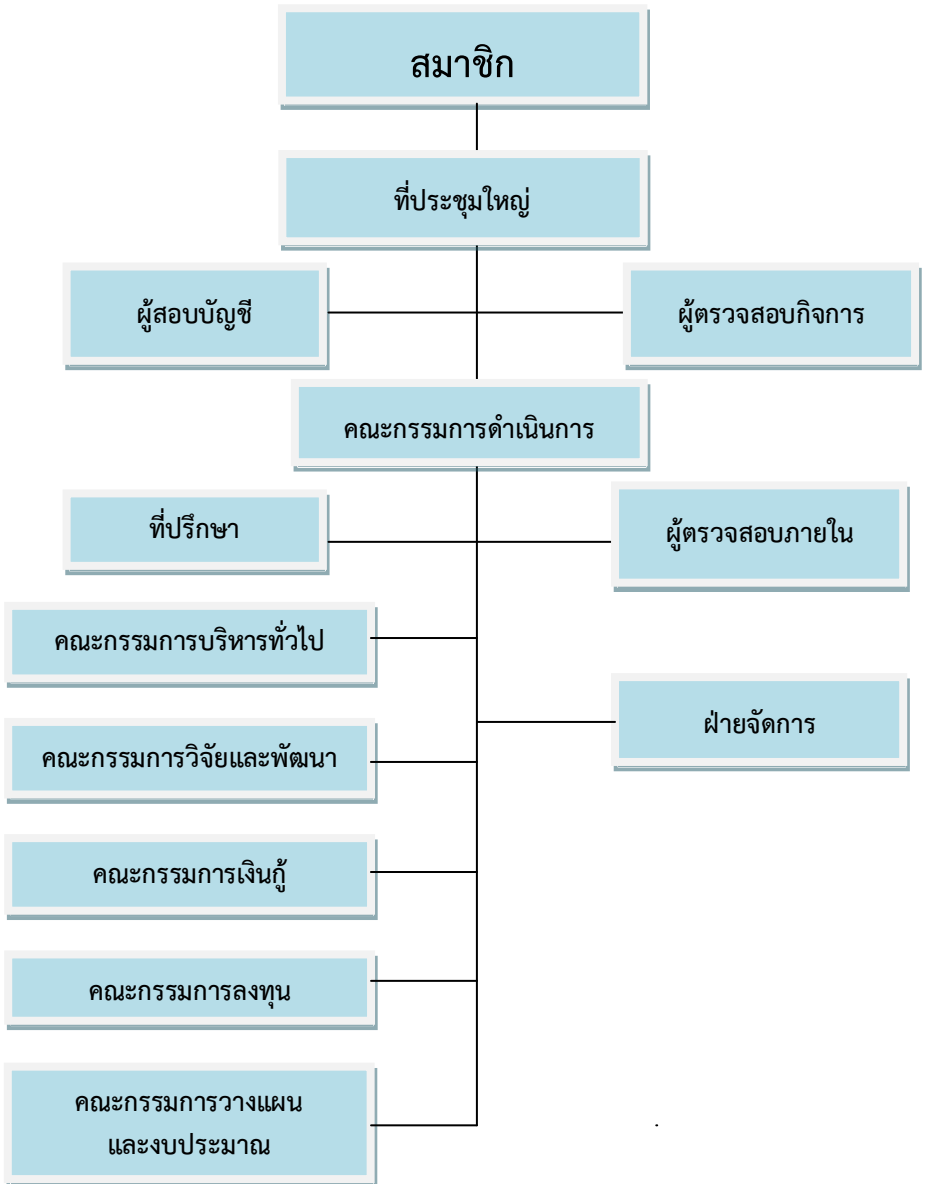 สมาชิก
ที่ประชุมใหญ่
ผู้สอบบัญชี
ผู้ตรวจสอบกิจการ
คณะกรรมการดำเนินการ
ที่ปรึกษา
ผู้ตรวจสอบภายใน
คณะกรรมการบริหารทั่วไป
ฝ่ายจัดการ
คณะกรรมการวิจัยและพัฒนา
คณะกรรมการเงินกู้
คณะกรรมการลงทุน
คณะกรรมการวางแผน
และงบประมาณ